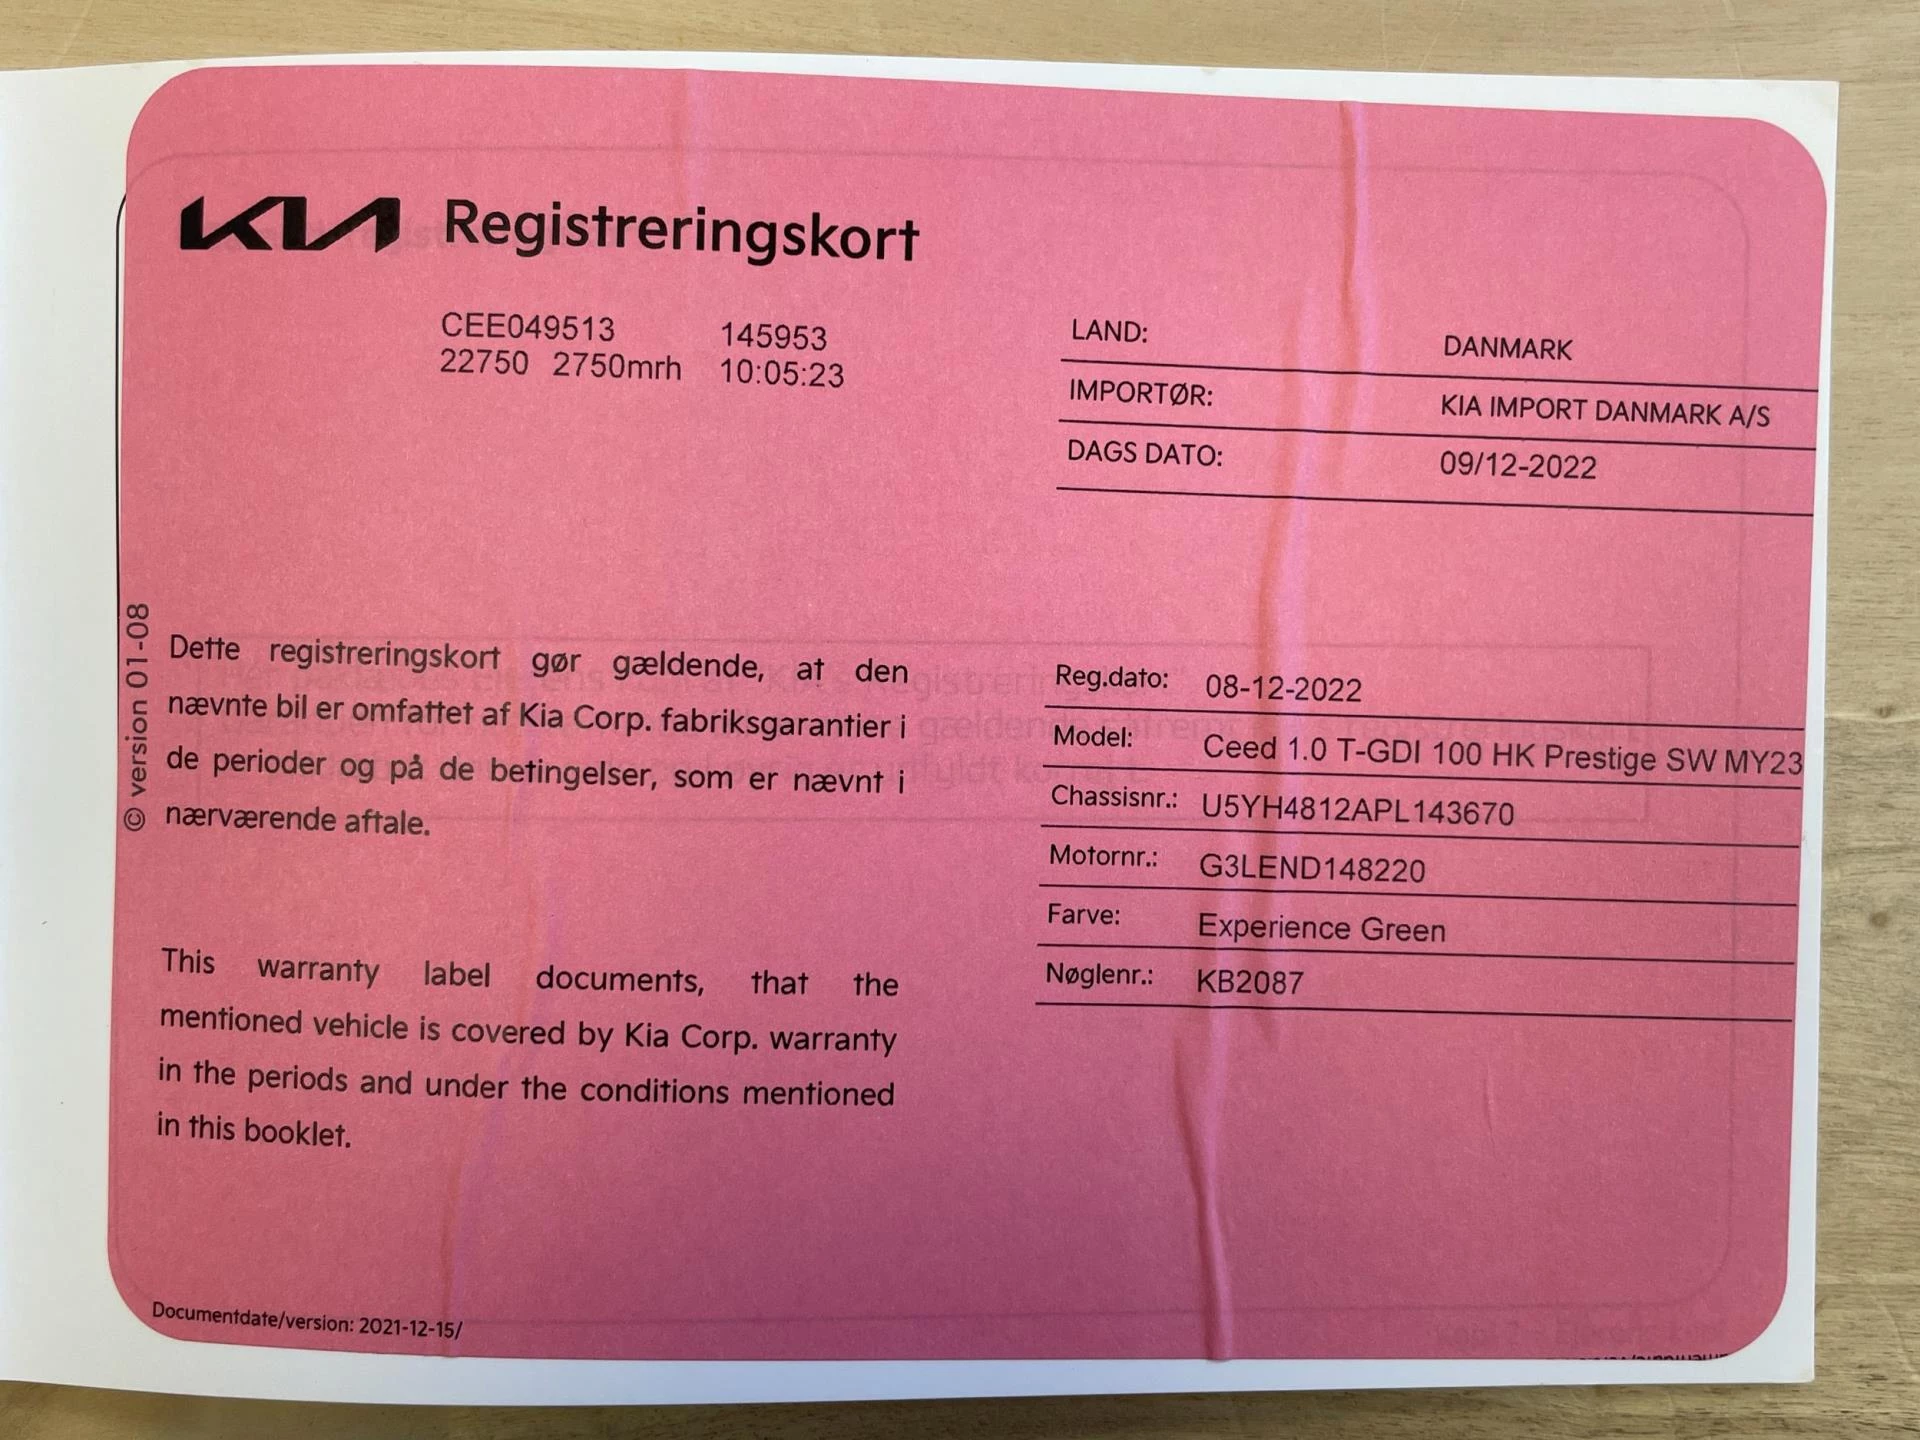 KIA Registreringskort
CEE049513 145953
22750 2750mrh 10:05:23
LAND: DANMARK
IMPORTØR: KIA IMPORT DANMARK A/S
DAGS DATO: 09/12-2022
© version 01-08
Dette registreringskort gør gældende, at den
nævnte bil er omfattet af Kia Corp. fabriksgarantier i
de perioder og på de betingelser, som er nævnt i
nærværende aftale.
This warranty label documents, that the
mentioned vehicle is covered by Kia Corp. warranty
in the periods and under the conditions mentioned
in this booklet.
Reg.dato: 08-12-2022
Model: Ceed 1.0 T-GDI 100 HK Prestige SW MY23
Chassisnr.: U5YH4812APL143670
Motornr.: G3LEND148220
Farve: Experience Green
Nøglenr.: KB2087
Documentdate/version: 2021-12-15/